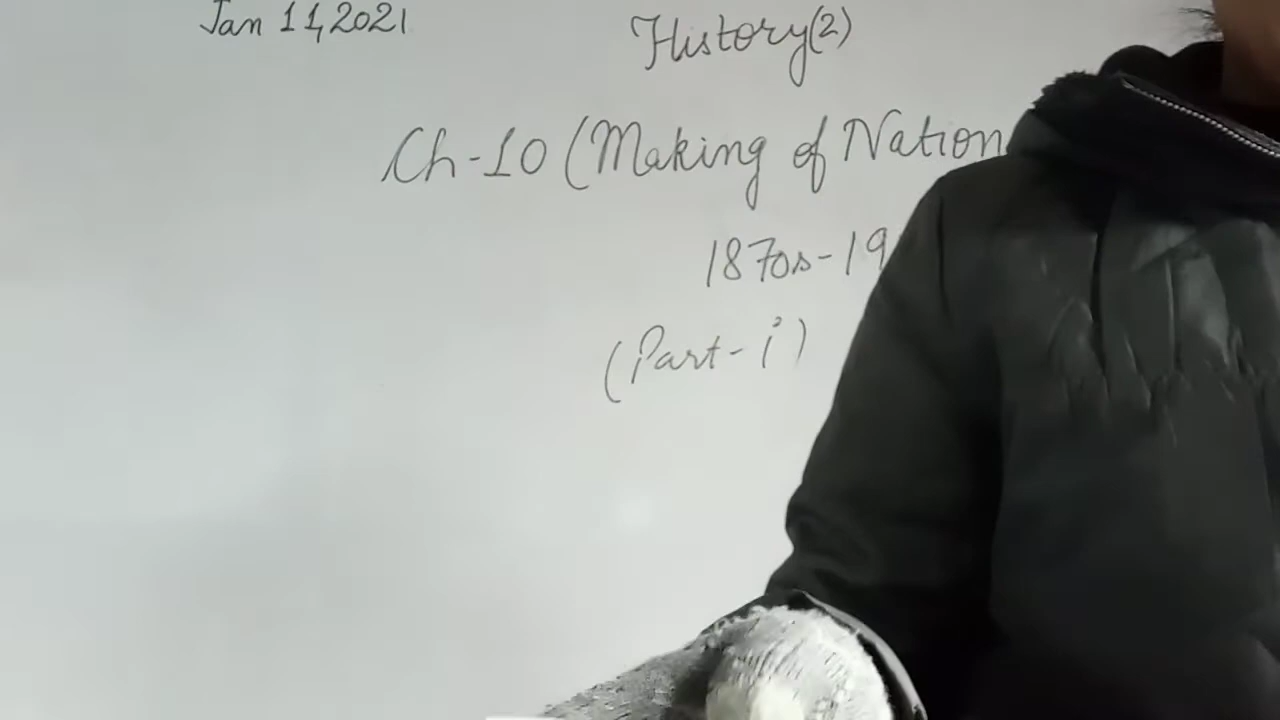 Jan 11,2021
History(2)
Ch-10 (Making of Nation
1870s-19
(Part-i)